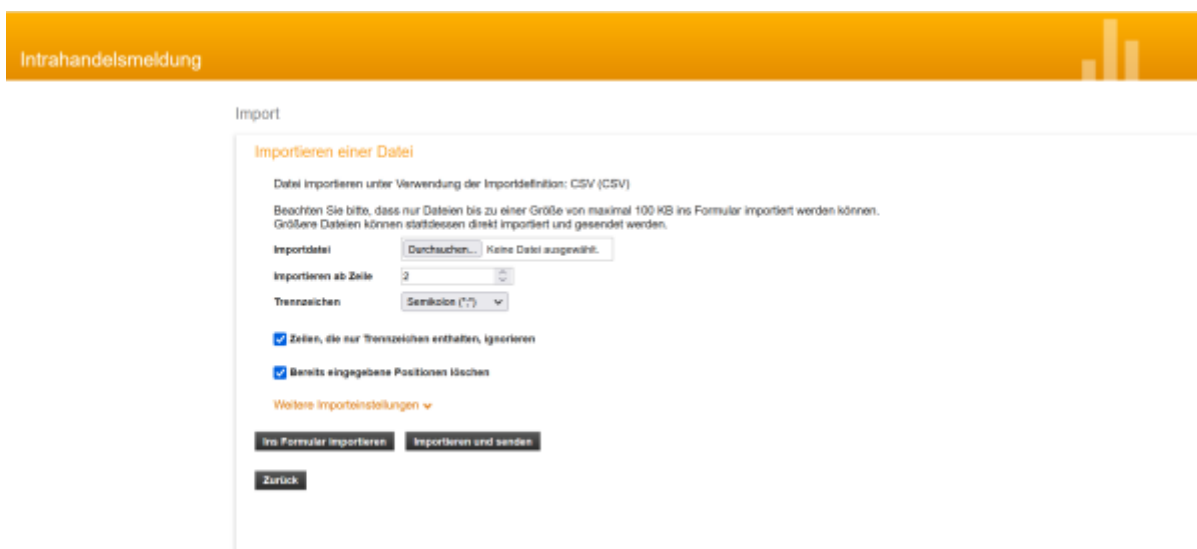 Intrahandelsmeldung
Import
Importieren einer Datei
Datei importieren unter Verwendung der Importdefinition: CSV (CSV)
Beachten Sie bitte, dass nur Dateien bis zu einer Größe von maximal 100 KB ins Formular importiert werden können.
Größere Dateien können stattdessen direkt importiert und gesendet werden.
Importdatei Durchsuchen... Keine Datei ausgewählt.
Importieren ab Zeile 2
Trennzeichen Semikolon (";")
Zeilen, die nur Trennzeichen enthalten, ignorieren
Bereits eingegebene Positionen löschen
Weitere Importeinstellungen
Ins Formular importieren Importieren und senden
Zurück